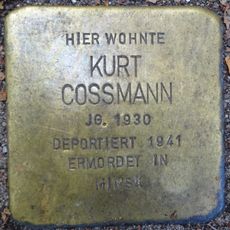 HIER WOHNTE
KURT
COSSMANN
JG. 1930
DEPORTIERT 1941
ERMORDET IN
MINSK